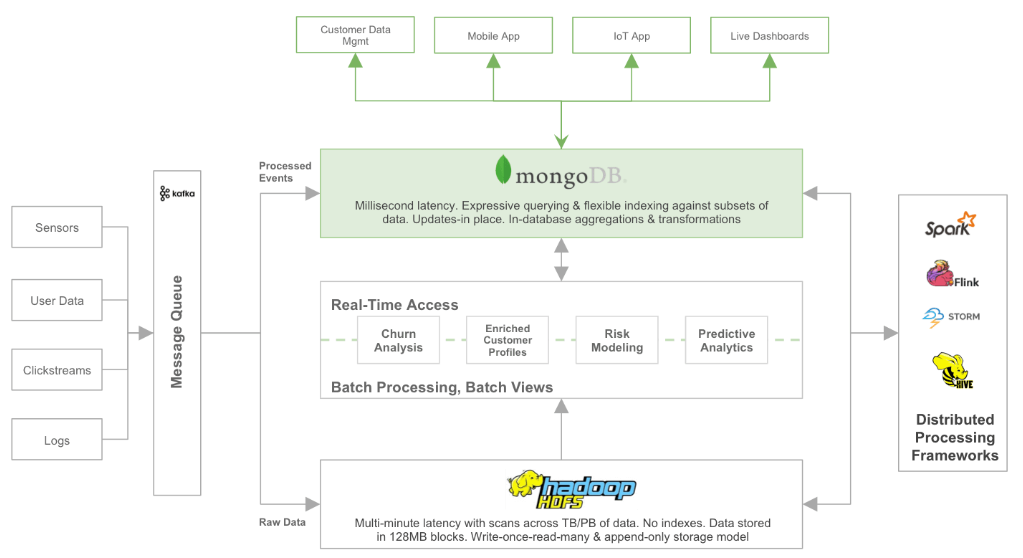 Customer Data
Mgmt
Mobile App
IoT App
Live Dashboards
Processed
Events
mongoDB.
Millisecond latency. Expressive querying & flexible indexing against subsets of
data. Updates-in place. In-database aggregations & transformations
kafka
Message Queue
Sensors
User Data
Clickstreams
Logs
Real-Time Access
Churn
Analysis
Enriched
Customer
Profiles
Risk
Modeling
Predictive
Analytics
Batch Processing, Batch Views
Raw Data
hadoop
HDFS
Multi-minute latency with scans across TB/PB of data. No indexes. Data stored
in 128MB blocks. Write-once-read-many & append-only storage model
Spark
Flink
STORM
HIVE
Distributed
Processing
Frameworks